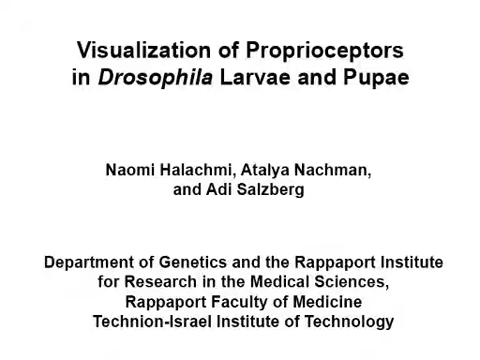 Visualization of Proprioceptors
in Drosophila Larvae and Pupae
Naomi Halachmi, Atalya Nachman,
and Adi Salzberg
Department of Genetics and the Rappaport Institute
for Research in the Medical Sciences,
Rappaport Faculty of Medicine
Technion-Israel Institute of Technology